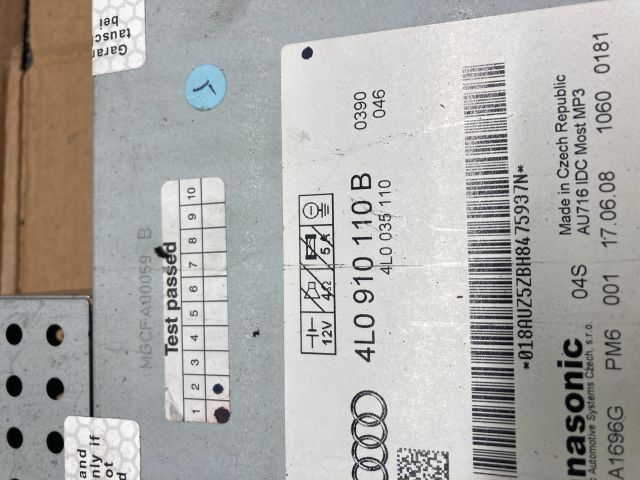 Garan
tausc
bei
MGCFA00059 B
Test passed
1 2 3 4 5 6 7 8 9 10
and
nly if
ot
d
0390
046
12V 4Ω 5A
4L0 910 110 B
4L0 035 110
*018AUZ5ZBH8475937N*
Made in Czech Republic
04S AU716 IDC Most MP3
nasonic
c Automotive Systems Czech, s.r.o.
A1696G PM6 001 17.06.08 1060 0181